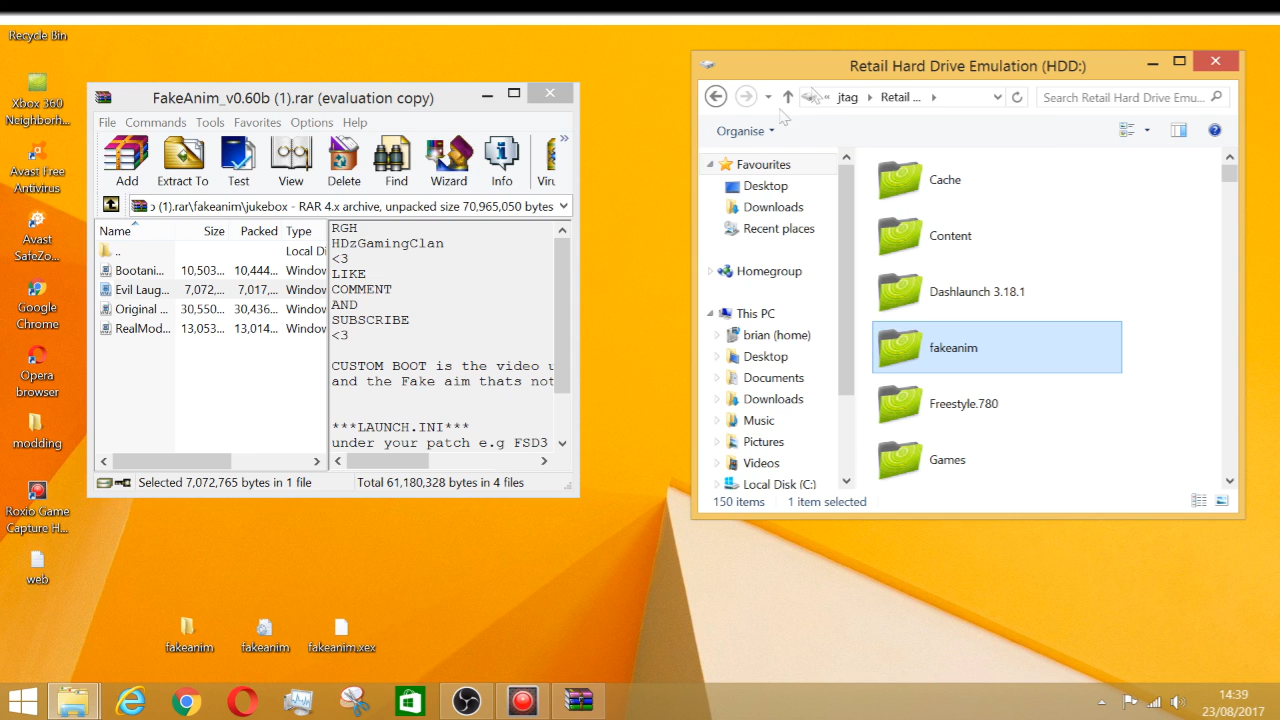 Recycle Bin
Xbox 360
Neighborh...
Avast Free
Antivirus
Avast
SafeZo...
Google
Chrome
Opera
browser
modding
Roxio Game
Capture H...
web
fakeanim
fakeanim
fakeanim.xex
FakeAnim_v0.60b (1).rar (evaluation copy)
File Commands Tools Favorites Options Help
Add Extract To Test View Delete Find Wizard Info Viru
(1).rar\fakeanim\jukebox - RAR 4.x archive, unpacked size 70,965,050 bytes
Name Size Packed Type
.. Local Di
Bootani... 10,503... 10,444... Window
Evil Laug... 7,072,... 7,017,... Window
Original ... 30,550... 30,436... Window
RealMod... 13,053... 13,014... Window
RGH
HDzGamingClan
<3
LIKE
COMMENT
AND
SUBSCRIBE
<3
CUSTOM BOOT is the video u
and the Fake aim thats not
***LAUNCH.INI***
under your patch e.g FSD3
Selected 7,072,765 bytes in 1 file
Total 61,180,328 bytes in 4 files
Retail Hard Drive Emulation (HDD:)
« jtag Retail ...
Search Retail Hard Drive Emu...
Organise
Favourites
Desktop
Downloads
Recent places
Homegroup
This PC
brian (home)
Desktop
Documents
Downloads
Music
Pictures
Videos
Local Disk (C:)
Cache
Content
Dashlaunch 3.18.1
fakeanim
Freestyle.780
Games
150 items 1 item selected
14:39
23/08/2017